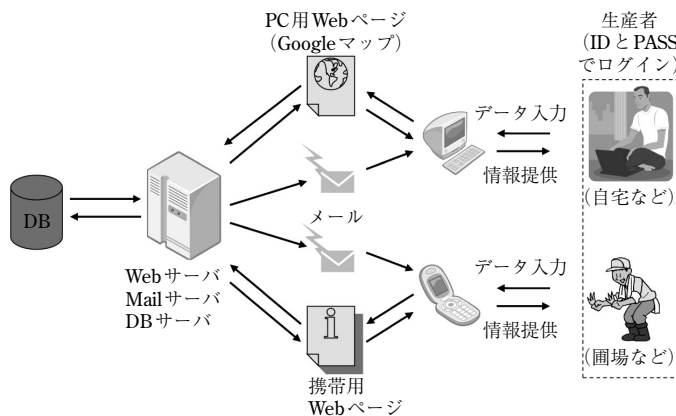 PC用Webページ
（Googleマップ）
生産者
（IDとPASS
でログイン）
データ入力
情報提供
（自宅など）
DB
メール
Webサーバ
Mailサーバ
DBサーバ
データ入力
情報提供
（圃場など）
i
携帯用
Webページ